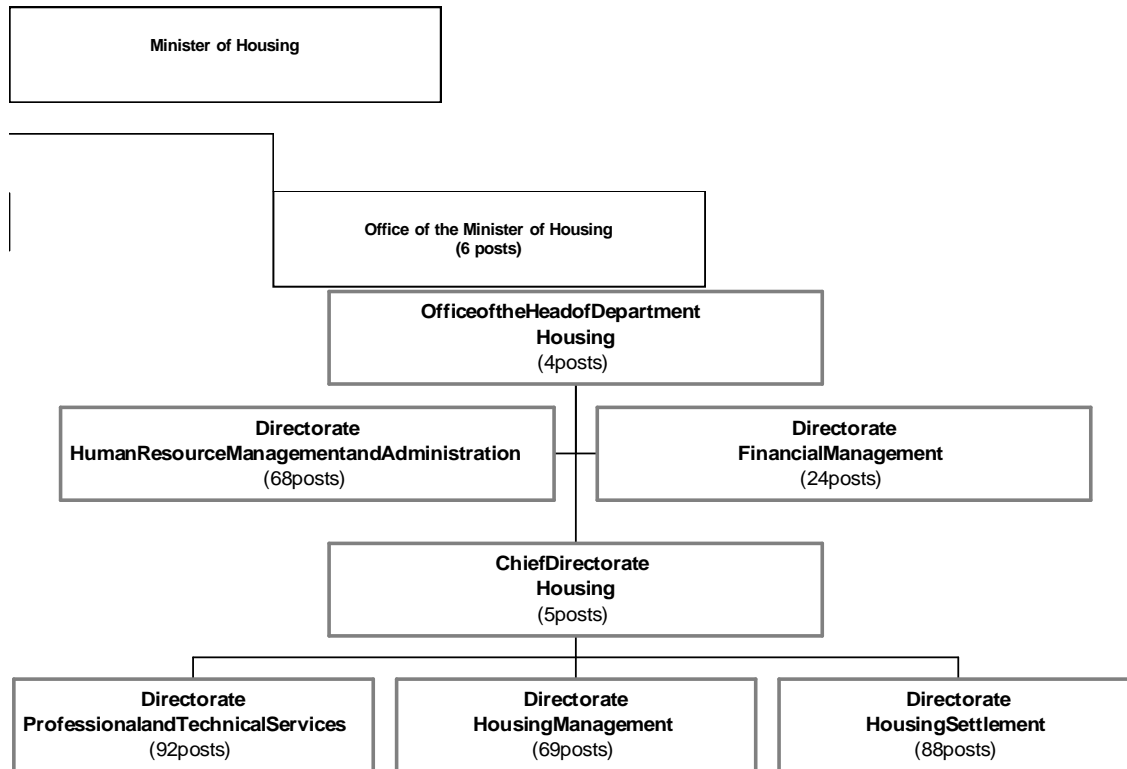 Minister of Housing
Office of the Minister of Housing
(6 posts)
OfficeoftheHeadofDepartment
Housing
(4posts)
Directorate
HumanResourceManagementandAdministration
(68posts)
Directorate
FinancialManagement
(24posts)
ChiefDirectorate
Housing
(5posts)
Directorate
ProfessionalandTechnicalServices
(92posts)
Directorate
HousingManagement
(69posts)
Directorate
HousingSettlement
(88posts)